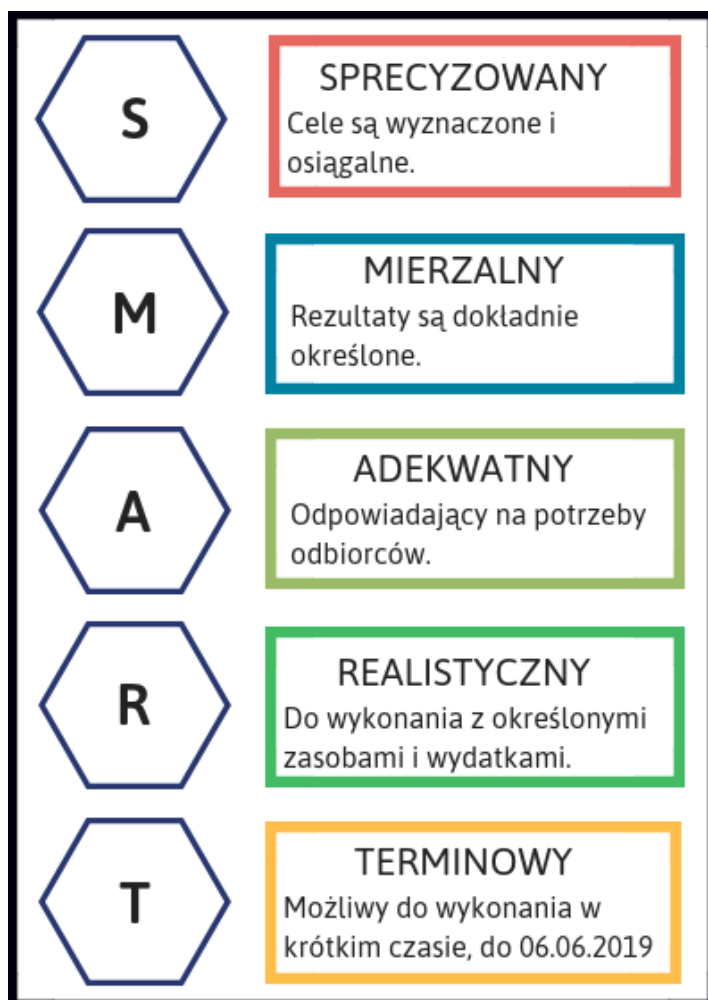 S
SPRECYZOWANY
Cele są wyznaczone i
osiągalne.
M
MIERZALNY
Rezultaty są dokładnie
określone.
A
ADEKWATNY
Odpowiadający na potrzeby
odbiorców.
R
REALISTYCZNY
Do wykonania z określonymi
zasobami i wydatkami.
T
TERMINOWY
Możliwy do wykonania w
krótkim czasie, do 06.06.2019